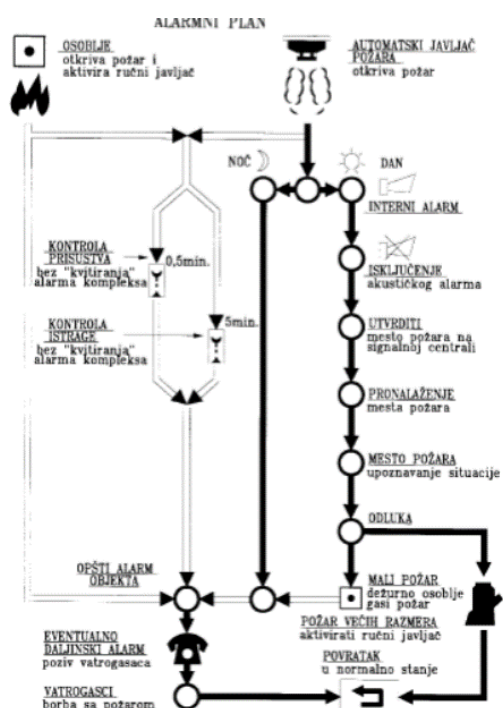 ALARMNI PLAN
OSOBLJE
otkriva požar i
aktivira ručni javljač
AUTOMATSKI JAVLJAČ
POŽARA
otkriva požar
NOĆ
DAN
INTERNI ALARM
KONTROLA
PRISUSTVA
bez "kvitiranja"
alarma kompleksa
0,5min.
ISKLJUČENJE
akustičkog alarma
KONTROLA
ISTRAGE
bez "kvitiranja"
alarma kompleksa
5min.
UTVRDITI
mesto požara na
signalnoj centrali
PRONALAŽENJE
mesta požara
MESTO POŽARA
upoznavanje situacije
ODLUKA
OPŠTI ALARM
OBJEKTA
MALI POŽAR
dežurno osoblje
gasi požar
POŽAR VEĆIH RAZMERA
aktivirati ručni javljač
EVENTUALNO
DALJINSKI ALARM
poziv vatrogasaca
POVRATAK
u normalno stanje
VATROGASCI
borba sa požarom